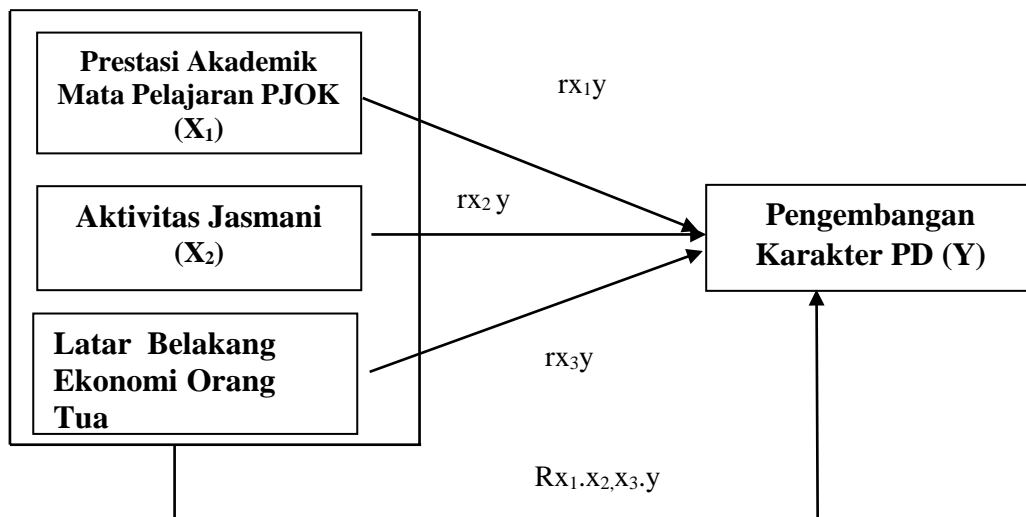 Prestasi Akademik
Mata Pelajaran PJOK
(X₁)
rx₁y
Aktivitas Jasmani
(X₂)
rx₂ y
Pengembangan
Karakter PD (Y)
Latar Belakang
Ekonomi Orang
Tua
rx₃y
Rx₁.x₂,x₃.y